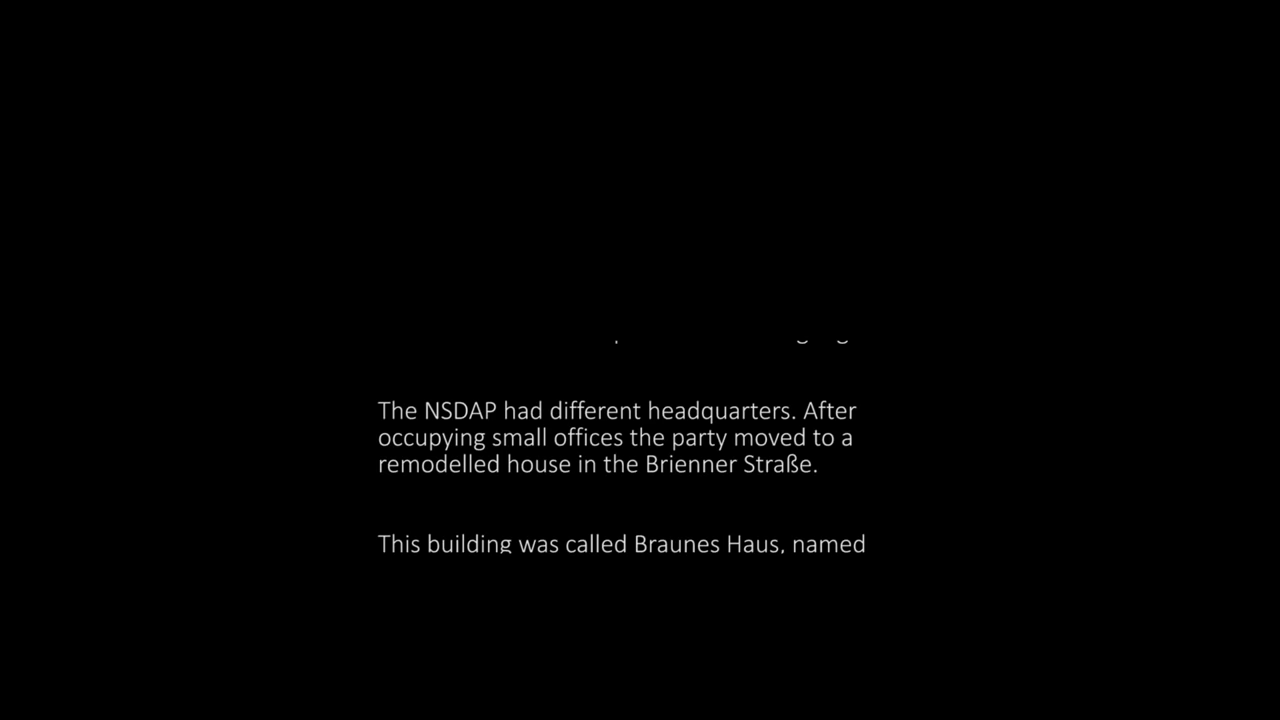 The NSDAP had different headquarters. After
occupying small offices the party moved to a
remodelled house in the Brienner Straße.
This building was called Braunes Haus, named